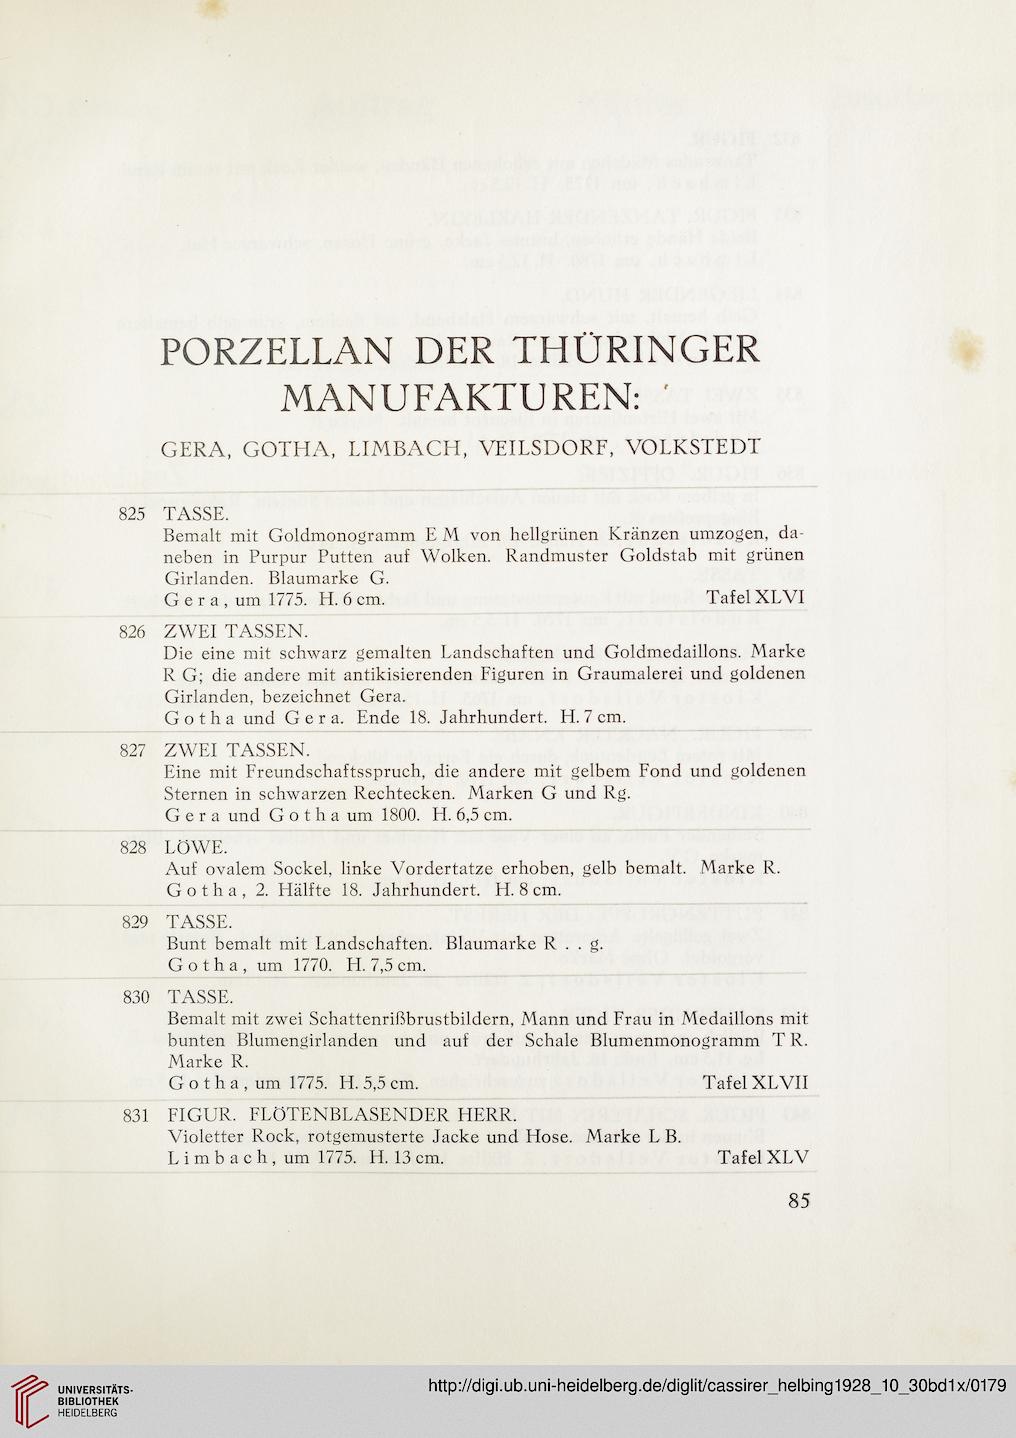 PORZELLAN DER THÜRINGER
MANUFAKTUREN:
GERA, GOTHA, LIMBACH, VEILSDORF, VOLKSTEDT
825 TASSE.
Bemalt mit Goldmonogramm E M von hellgrünen Kränzen umzogen, da-
neben in Purpur Putten auf Wolken. Randmuster Goldstab mit grünen
Girlanden. Blaumarke G.
Gera, um 1775. H. 6 cm. Tafel XLVI
826 ZWEI TASSEN.
Die eine mit schwarz gemalten Landschaften und Goldmedaillons. Marke
R G; die andere mit antikisierenden Figuren in Graumalerei und goldenen
Girlanden, bezeichnet Gera.
Gotha und Gera. Ende 18. Jahrhundert. H. 7 cm.
827 ZWEI TASSEN.
Eine mit Freundschaftsspruch, die andere mit gelbem Fond und goldenen
Sternen in schwarzen Rechtecken. Marken G und Rg.
Gera und Gotha um 1800. H. 6,5 cm.
828 LÖWE.
Auf ovalem Sockel, linke Vordertatze erhoben, gelb bemalt. Marke R.
Gotha, 2. Hälfte 18. Jahrhundert. H. 8 cm.
829 TASSE.
Bunt bemalt mit Landschaften. Blaumarke R . . g.
Gotha, um 1770. H. 7,5 cm.
830 TASSE.
Bemalt mit zwei Schattenrißbrustbildern, Mann und Frau in Medaillons mit
bunten Blumengirlanden und auf der Schale Blumenmonogramm T R.
Marke R.
Gotha, um 1775. H. 5,5 cm. Tafel XLVII
831 FIGUR. FLÖTENBLASENDER HERR.
Violetter Rock, rotgemusterte Jacke und Hose. Marke L B.
Limbach, um 1775. H. 13 cm. Tafel XLV
85
UNIVERSITÄTS-
BIBLIOTHEK
HEIDELBERG
http://digi.ub.uni-heidelberg.de/diglit/cassirer_helbing1928_10_30bd1x/0179